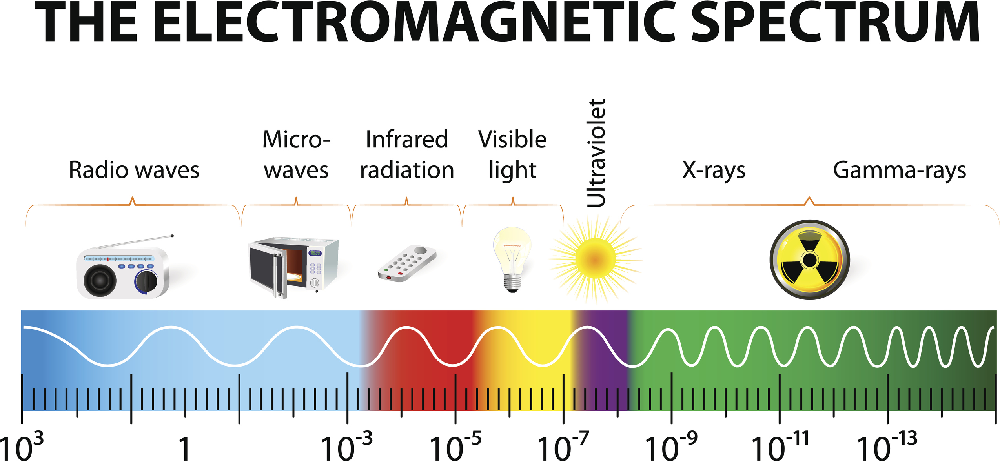 THE ELECTROMAGNETIC SPECTRUM
Ultraviolet
Micro-
waves
Infrared
radiation
Visible
light
Radio waves
X-rays
Gamma-rays
00:00
10³
1
10⁻³
10⁻⁵
10⁻⁷
10⁻⁹
10⁻¹¹
10⁻¹³